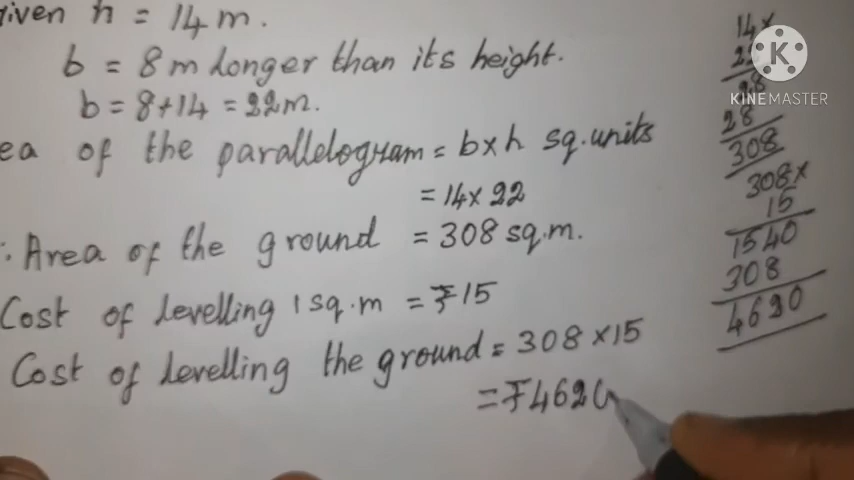 given h = 14 m.
b = 8 m longer than its height.
b = 8+14 = 22m.
ea of the parallelogram = b×h sq.units
= 14 × 22
∴ Area of the ground = 308 sq.m.
Cost of levelling 1 sq.m = ₹15
Cost of levelling the ground = 308 × 15
= ₹462
14×
28
28
308
308×
15
1540
308
4620
K
KINEMASTER